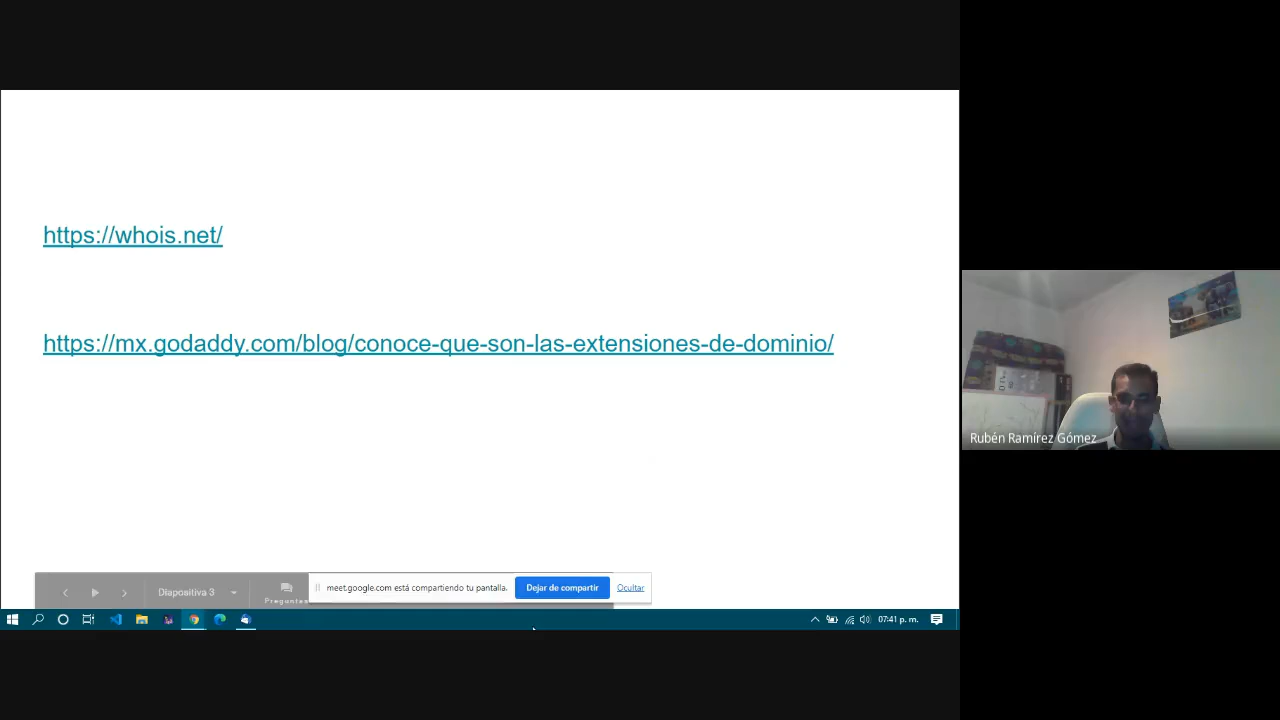 https://whois.net/
https://mx.godaddy.com/blog/conoce-que-son-las-extensiones-de-dominio/
Rubén Ramírez Gómez
Diapositiva 3
Preguntes
meet.google.com está compartiendo tu pantalla.
Dejar de compartir
Ocultar
07:41 p. m.